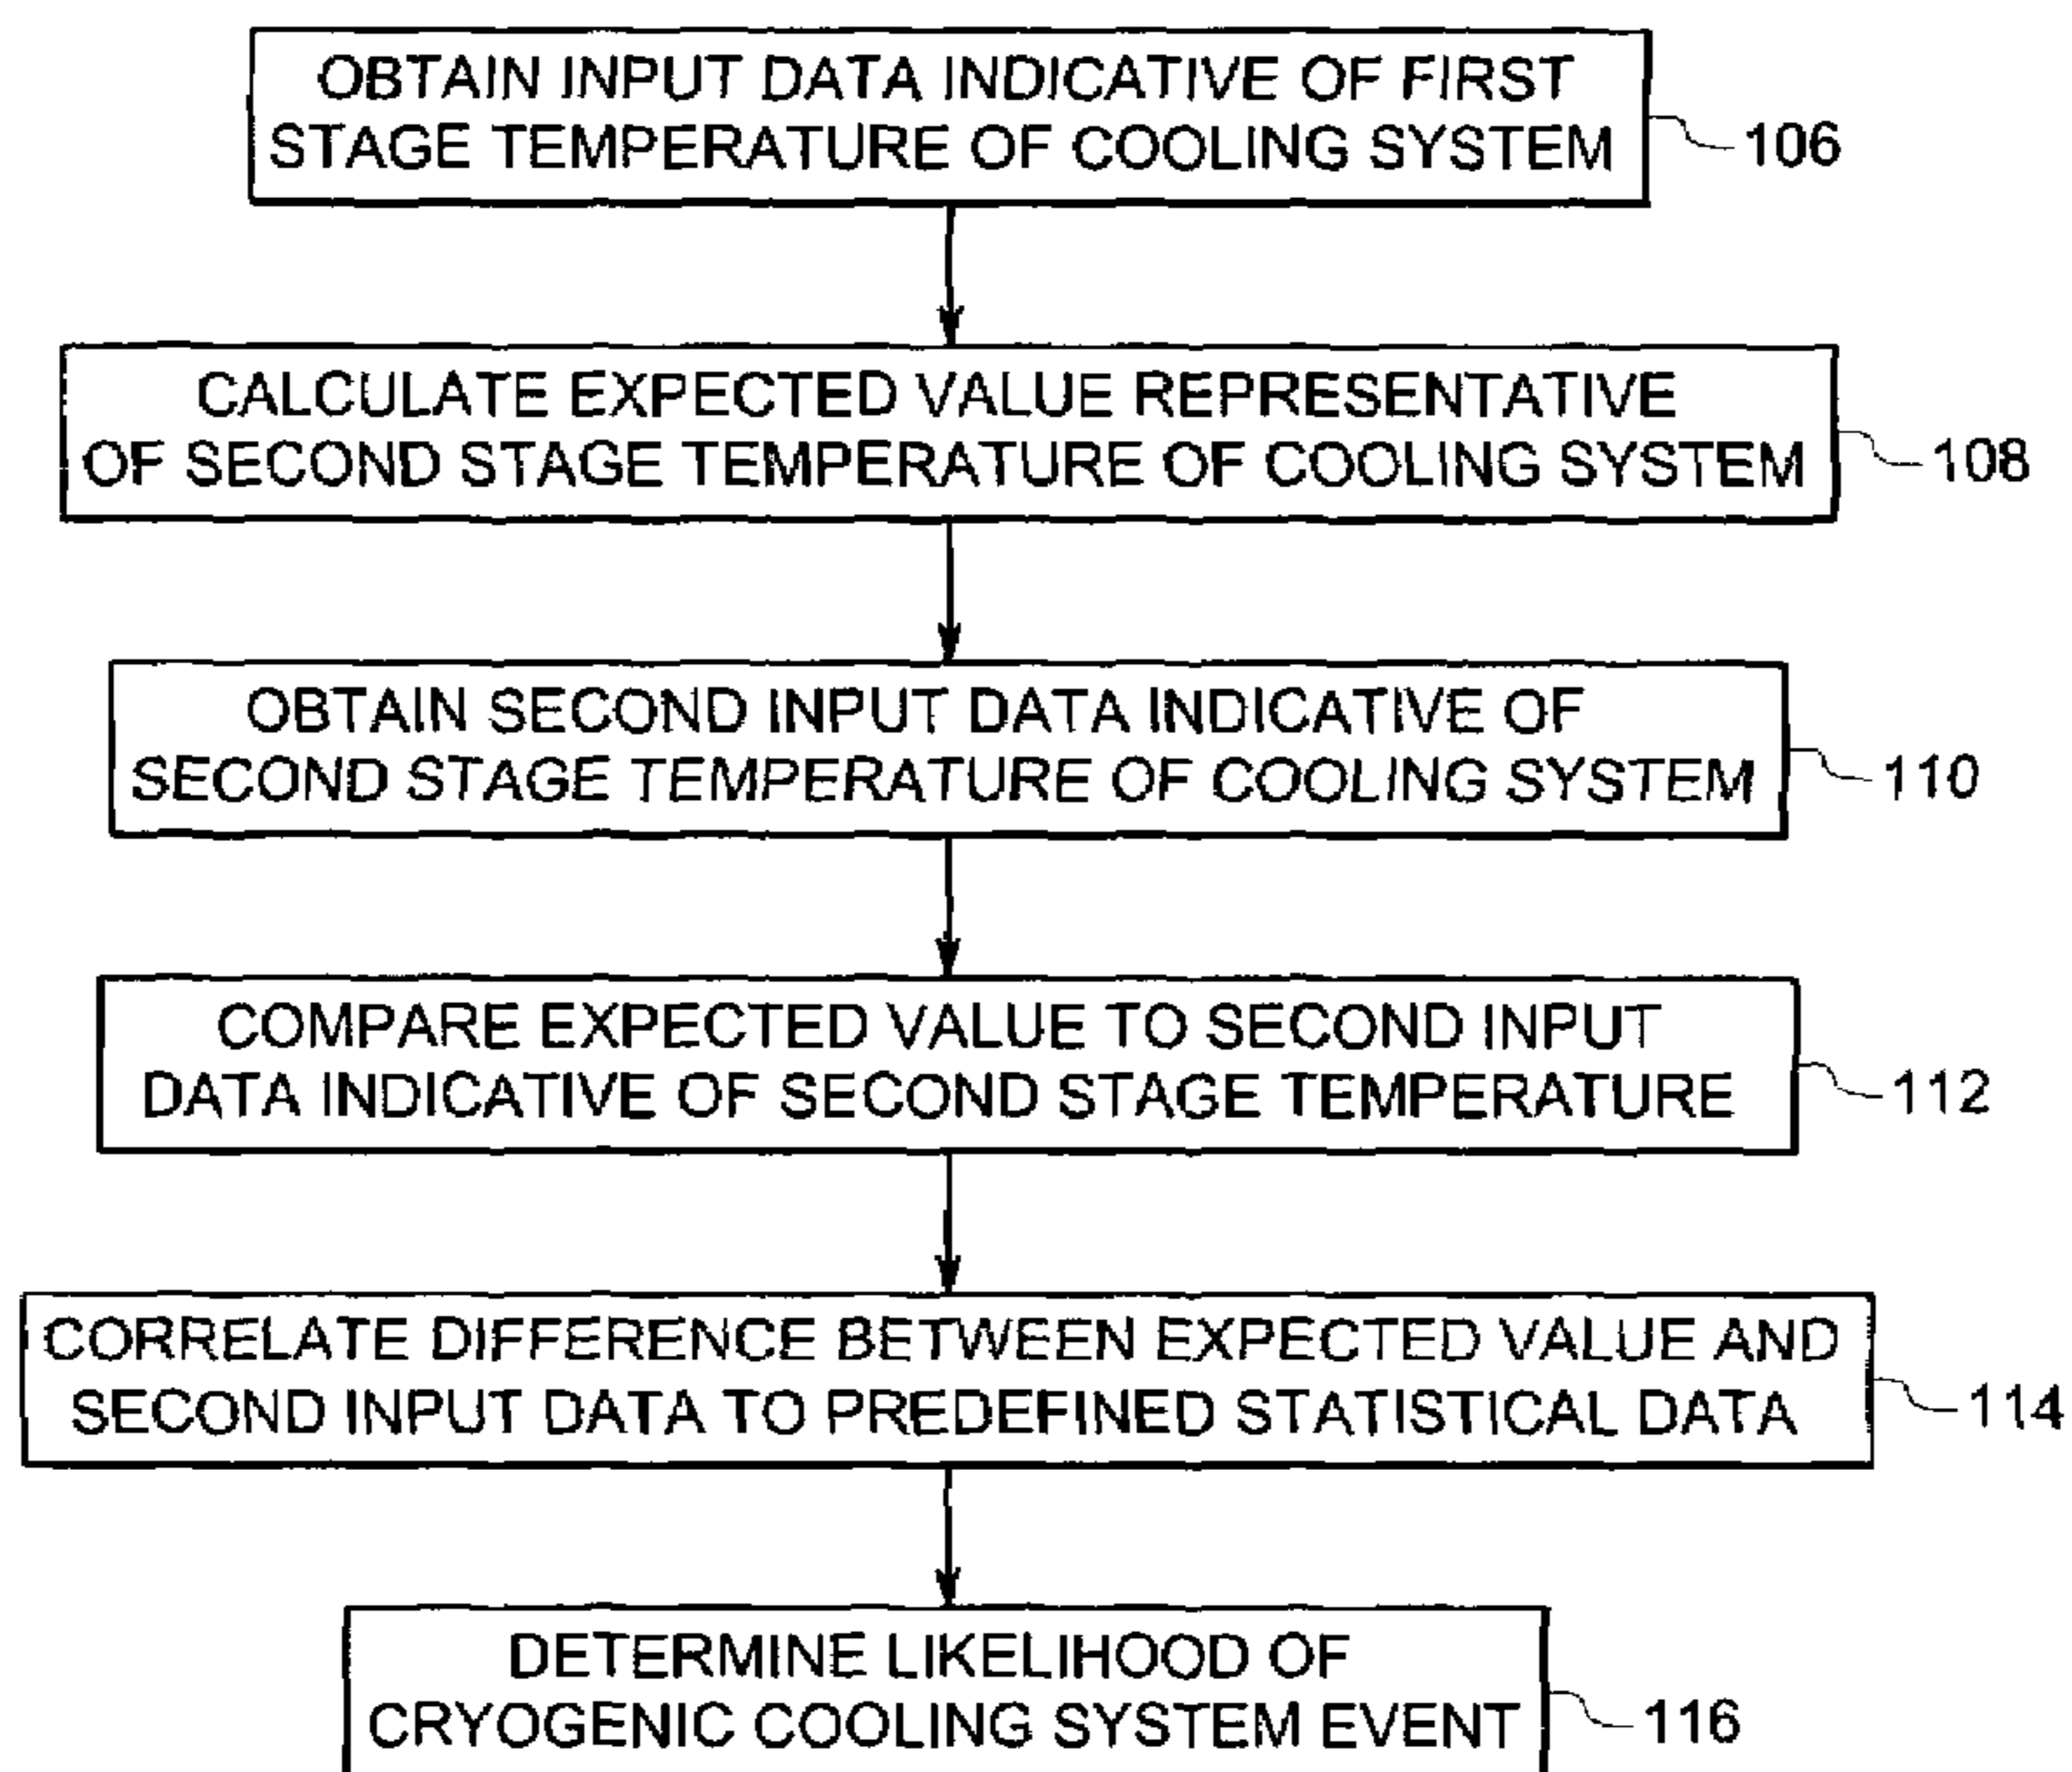 OBTAIN INPUT DATA INDICATIVE OF FIRST
STAGE TEMPERATURE OF COOLING SYSTEM
106
CALCULATE EXPECTED VALUE REPRESENTATIVE
OF SECOND STAGE TEMPERATURE OF COOLING SYSTEM
108
OBTAIN SECOND INPUT DATA INDICATIVE OF
SECOND STAGE TEMPERATURE OF COOLING SYSTEM
110
COMPARE EXPECTED VALUE TO SECOND INPUT
DATA INDICATIVE OF SECOND STAGE TEMPERATURE
112
CORRELATE DIFFERENCE BETWEEN EXPECTED VALUE AND
SECOND INPUT DATA TO PREDEFINED STATISTICAL DATA
114
DETERMINE LIKELIHOOD OF
CRYOGENIC COOLING SYSTEM EVENT
116